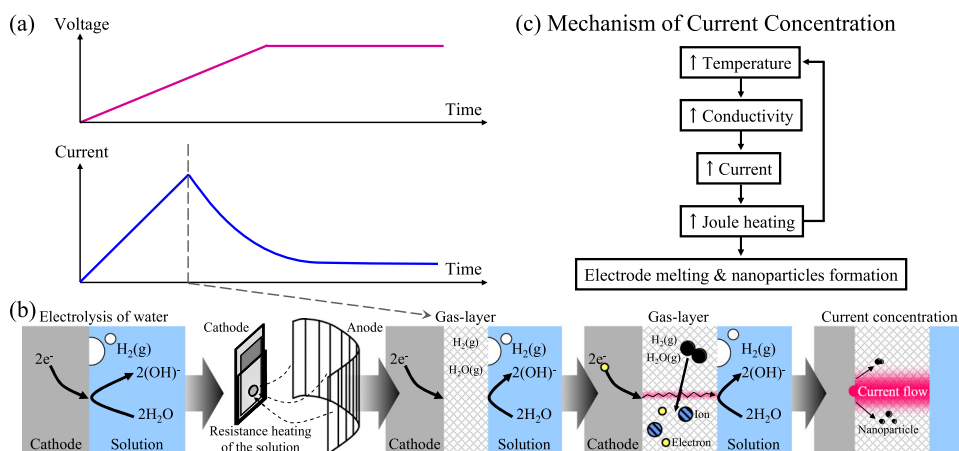 (a)
Voltage
Time
Current
Time
(c) Mechanism of Current Concentration
↑ Temperature
↑ Conductivity
↑ Current
↑ Joule heating
Electrode melting & nanoparticles formation
(b)
Electrolysis of water
2e-
H2(g)
2(OH)-
2H2O
Cathode
Solution
Cathode
Anode
Resistance heating
of the solution
Gas-layer
2e-
H2(g)
H2O(g)
H2(g)
2(OH)-
2H2O
Cathode
Solution
Gas-layer
2e-
H2(g)
H2O(g)
H2(g)
2(OH)-
Ion
Electron
2H2O
Cathode
Solution
Current concentration
Current flow
Nanoparticle